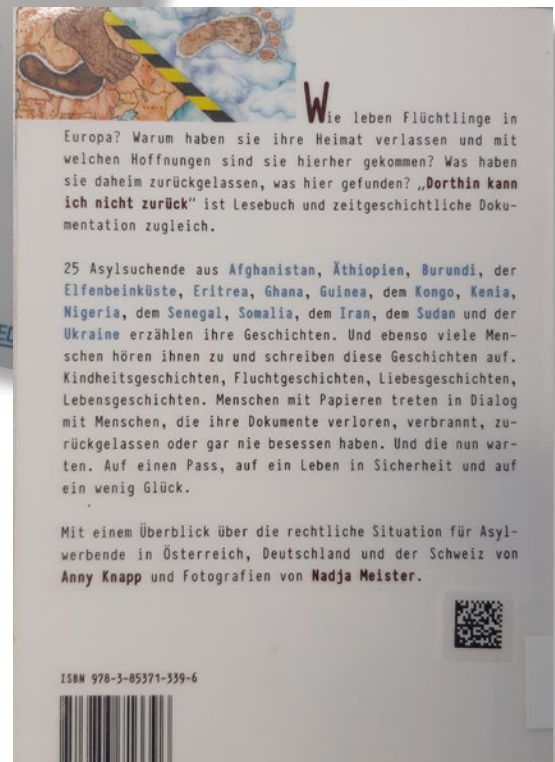 Wie leben Flüchtlinge in
Europa? Warum haben sie ihre Heimat verlassen und mit
welchen Hoffnungen sind sie hierher gekommen? Was haben
sie daheim zurückgelassen, was hier gefunden? „Dorthin kann
ich nicht zurück“ ist Lesebuch und zeitgeschichtliche Doku-
mentation zugleich.
25 Asylsuchende aus Afghanistan, Äthiopien, Burundi, der
Elfenbeinküste, Eritrea, Ghana, Guinea, dem Kongo, Kenia,
Nigeria, dem Senegal, Somalia, dem Iran, dem Sudan und der
Ukraine erzählen ihre Geschichten. Und ebenso viele Men-
schen hören ihnen zu und schreiben diese Geschichten auf.
Kindheitsgeschichten, Fluchtgeschichten, Liebesgeschichten,
Lebensgeschichten. Menschen mit Papieren treten in Dialog
mit Menschen, die ihre Dokumente verloren, verbrannt, zu-
rückgelassen oder gar nie besessen haben. Und die nun war-
ten. Auf einen Pass, auf ein Leben in Sicherheit und auf
ein wenig Glück.
Mit einem Überblick über die rechtliche Situation für Asyl-
werbende in Österreich, Deutschland und der Schweiz von
Anny Knapp und Fotografien von Nadja Meister.
ISBN 978-3-85371-339-6